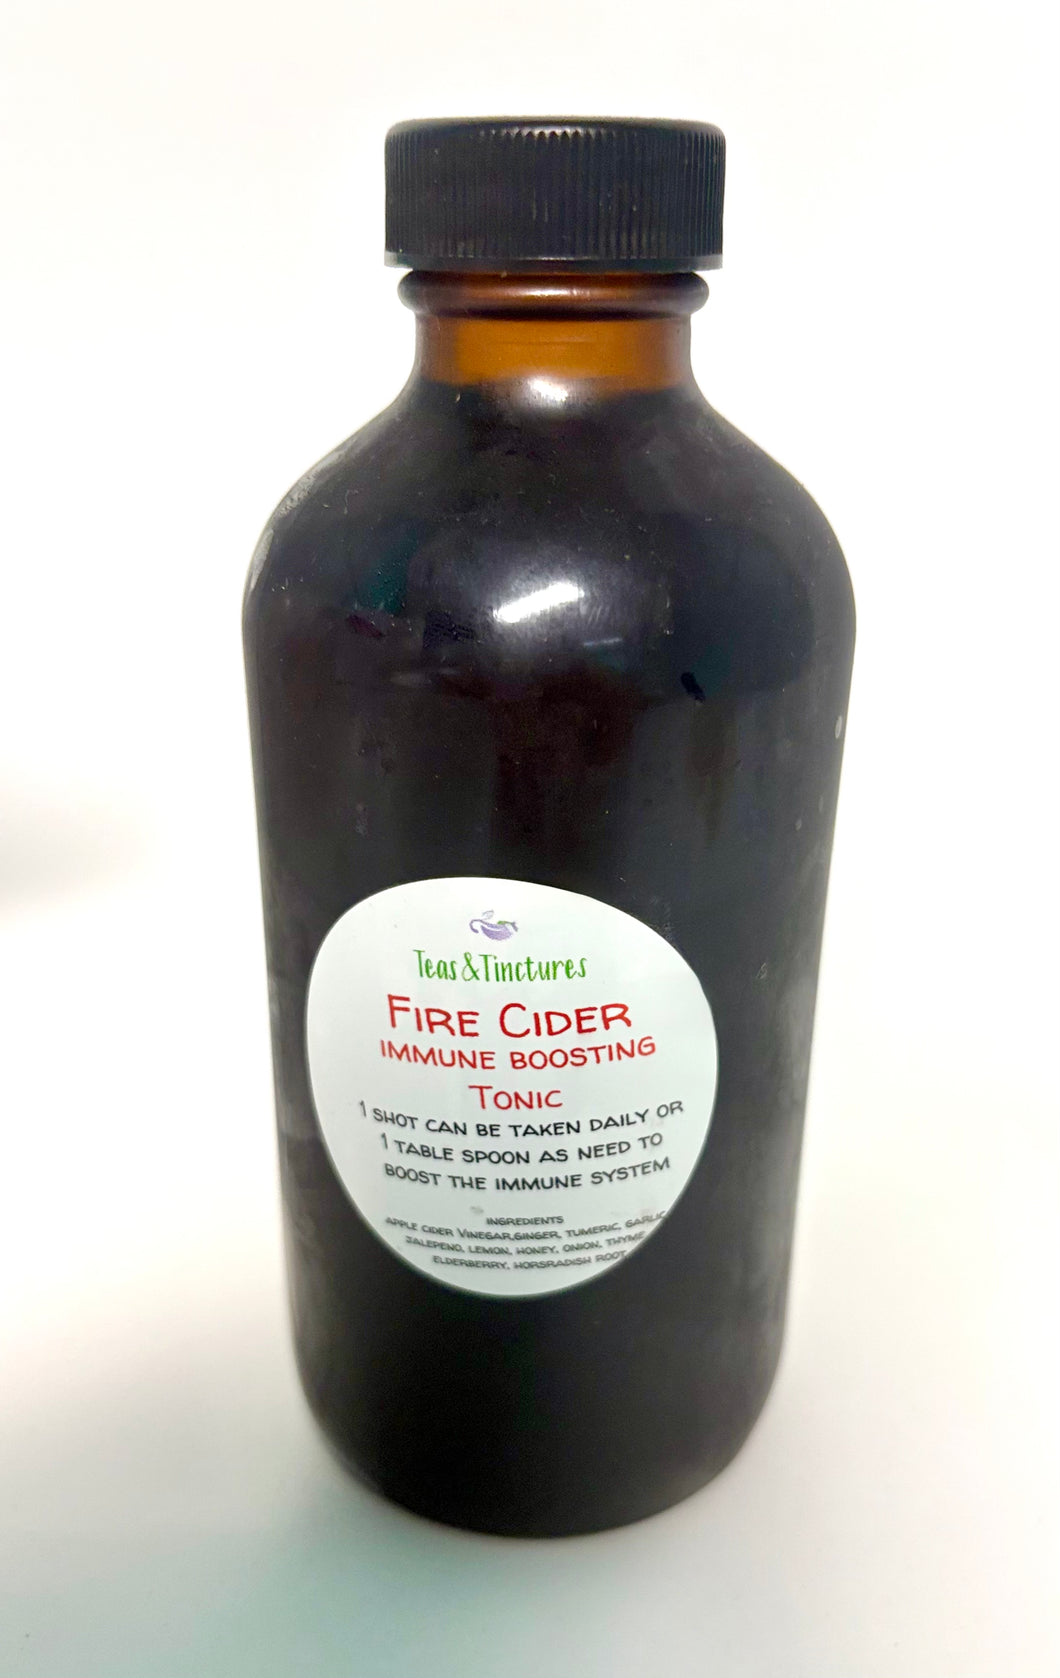 Teas&Tinctures
FIRE CIDER
IMMUNE BOOSTING
TONIC
1 SHOT CAN BE TAKEN DAILY OR
1 TABLE SPOON AS NEED TO
BOOST THE IMMUNE SYSTEM
INGREDIENTS
APPLE CIDER VINEGAR,GINGER, TUMERIC, GARLIC,
JALEPENO, LEMON, HONEY, ONION, THYME
ELDERBERRY, HORSRADISH ROOT